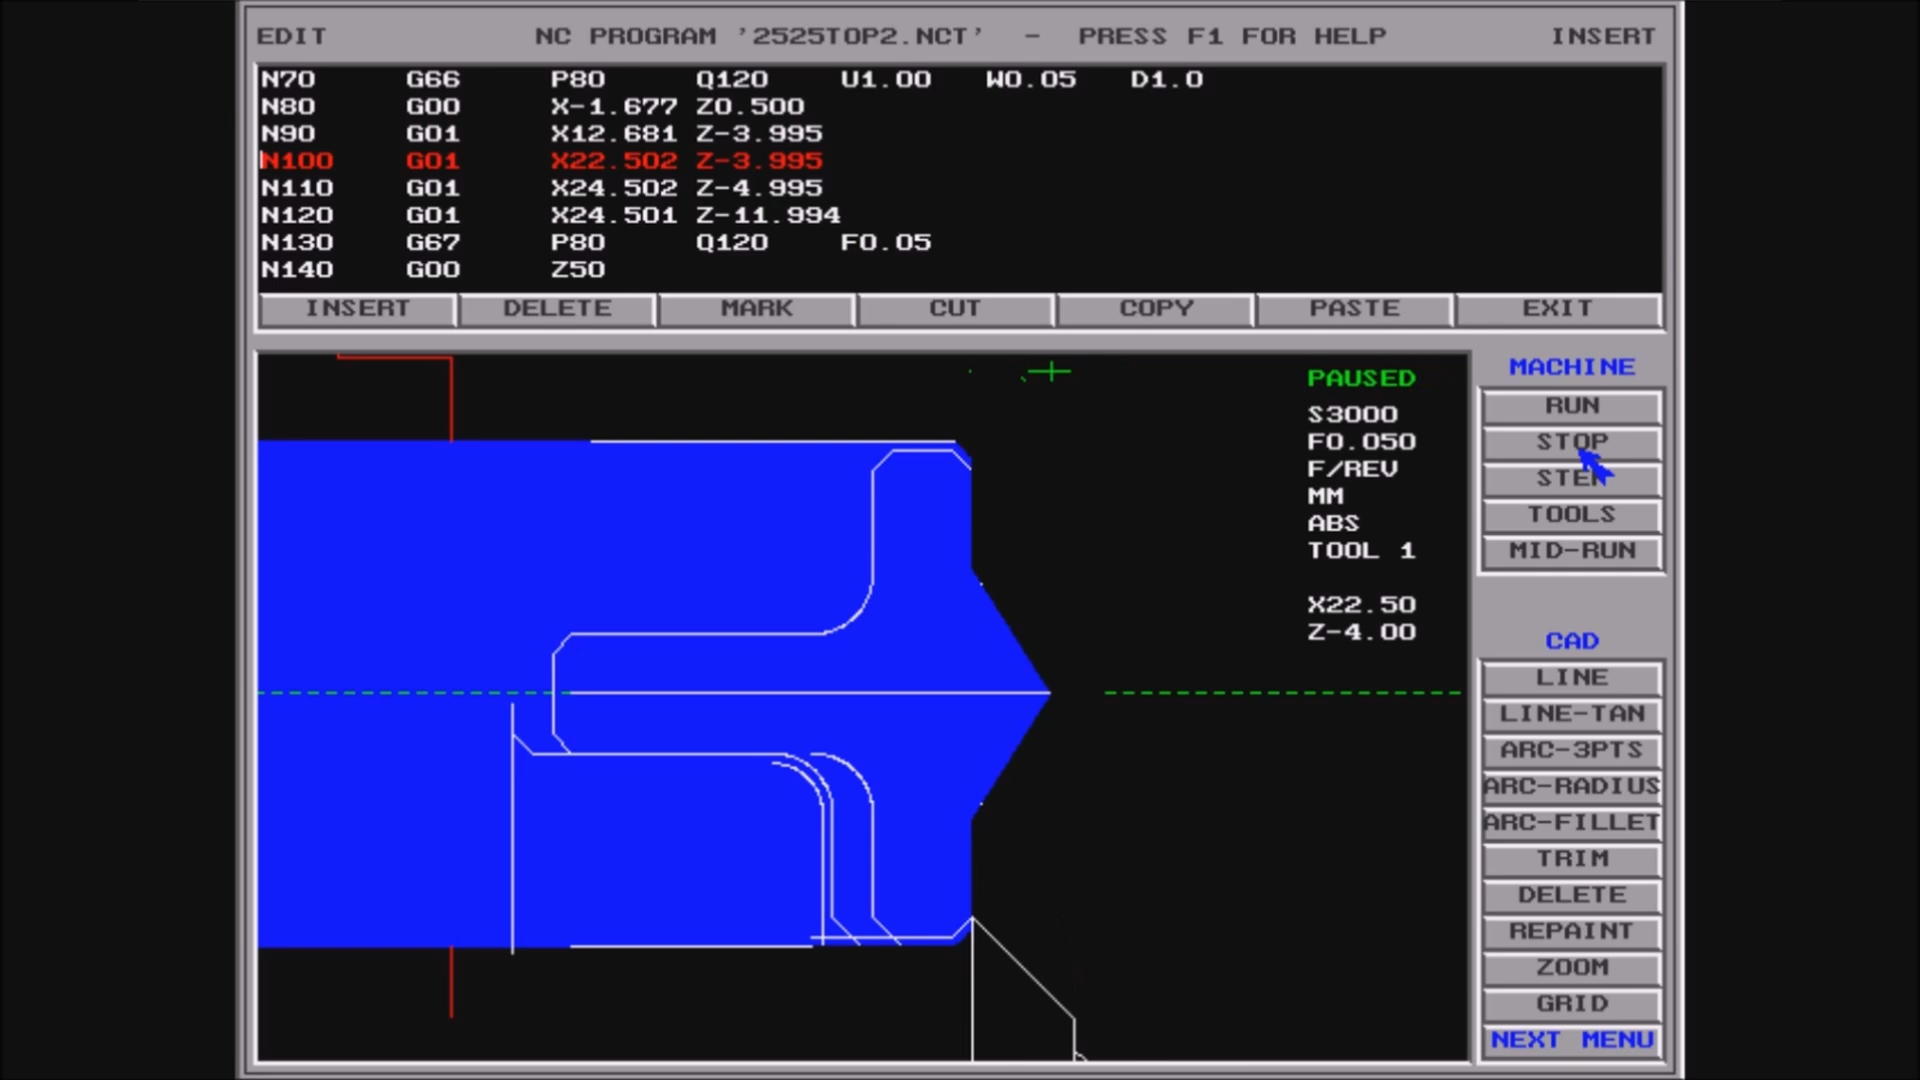 EDIT NC PROGRAM '2525TOP2.NCT' - PRESS F1 FOR HELP INSERT
N70 G66 P80 Q120 U1.00 W0.05 D1.0
N80 G00 X-1.677 Z0.500
N90 G01 X12.681 Z-3.995
N100 G01 X22.502 Z-3.995
N110 G01 X24.502 Z-4.995
N120 G01 X24.501 Z-11.994
N130 G67 P80 Q120 F0.05
N140 G00 Z50
INSERT DELETE MARK CUT COPY PASTE EXIT
PAUSED
S3000
F0.050
F/REV
MM
ABS
TOOL 1
X22.50
Z-4.00
MACHINE
RUN
STOP
STEP
TOOLS
MID-RUN
CAD
LINE
LINE-TAN
ARC-3PTS
ARC-RADIUS
ARC-FILLET
TRIM
DELETE
REPAINT
ZOOM
GRID
NEXT MENU